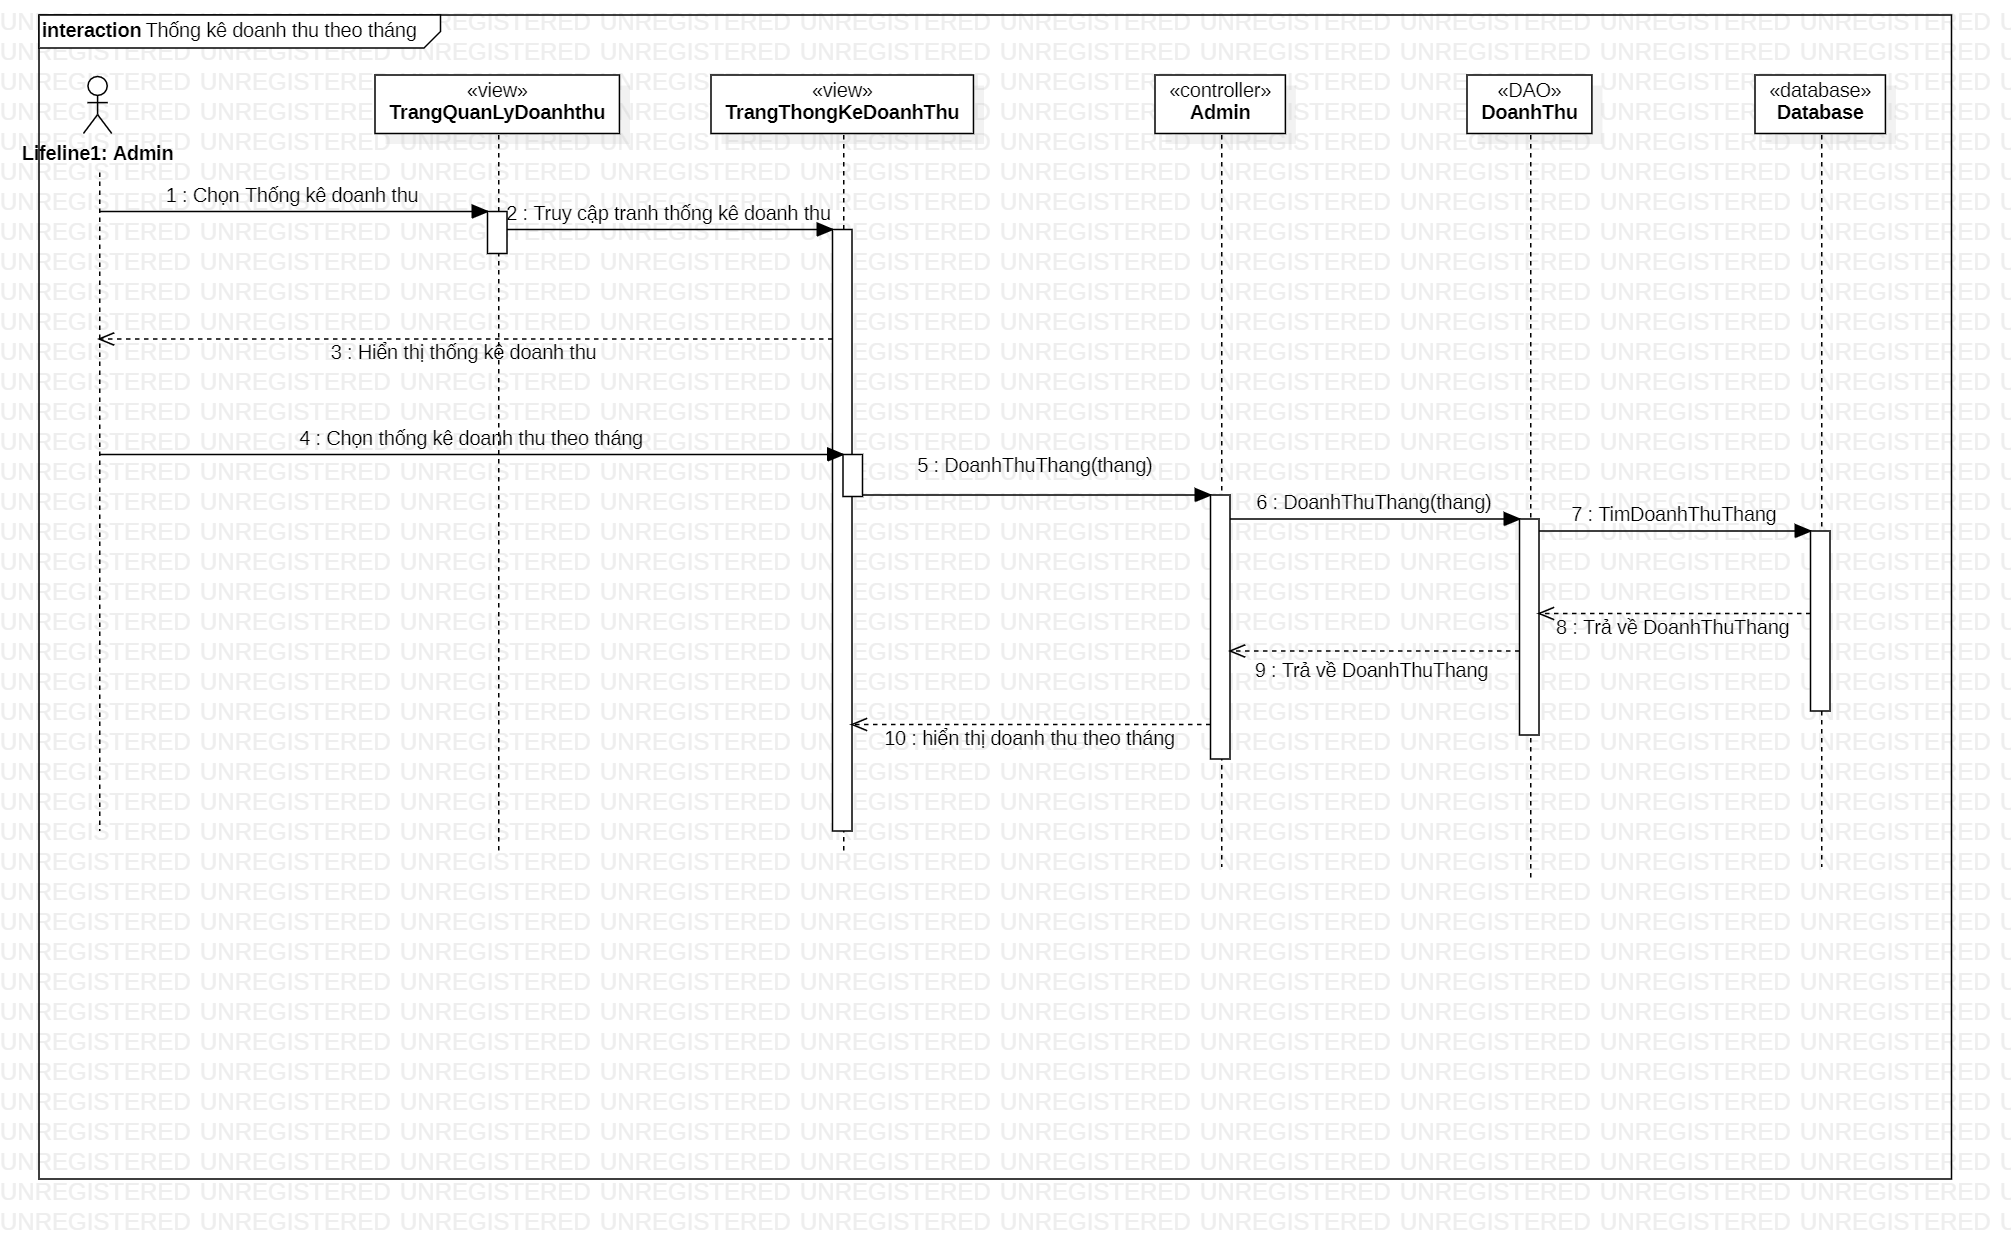 interaction Thống kê doanh thu theo tháng
«view»
TrangQuanLyDoanhthu
«view»
TrangThongKeDoanhThu
«controller»
Admin
«DAO»
DoanhThu
«database»
Database
Lifeline1: Admin
1 : Chọn Thống kê doanh thu
2 : Truy cập tranh thống kê doanh thu
3 : Hiển thị thống kê doanh thu
4 : Chọn thống kê doanh thu theo tháng
5 : DoanhThuThang(thang)
6 : DoanhThuThang(thang)
7 : TimDoanhThuThang
8 : Trả về DoanhThuThang
9 : Trả về DoanhThuThang
10 : hiển thị doanh thu theo tháng
UNREGISTERED